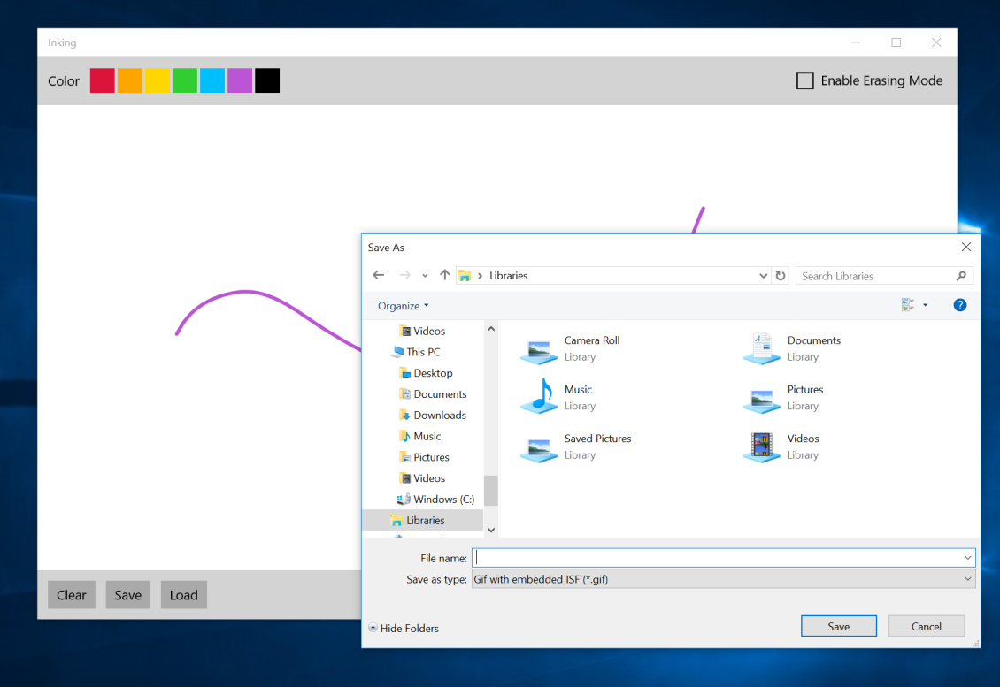 Inking
Color
Enable Erasing Mode
Save As
Libraries
Search Libraries
Organize
?
Videos
This PC
Desktop
Documents
Downloads
Music
Pictures
Videos
Windows (C:)
Libraries
Camera Roll
Library
Documents
Library
Music
Library
Pictures
Library
Saved Pictures
Library
Videos
Library
File name:
Save as type: Gif with embedded ISF (*.gif)
Hide Folders
Save
Cancel
Clear
Save
Load